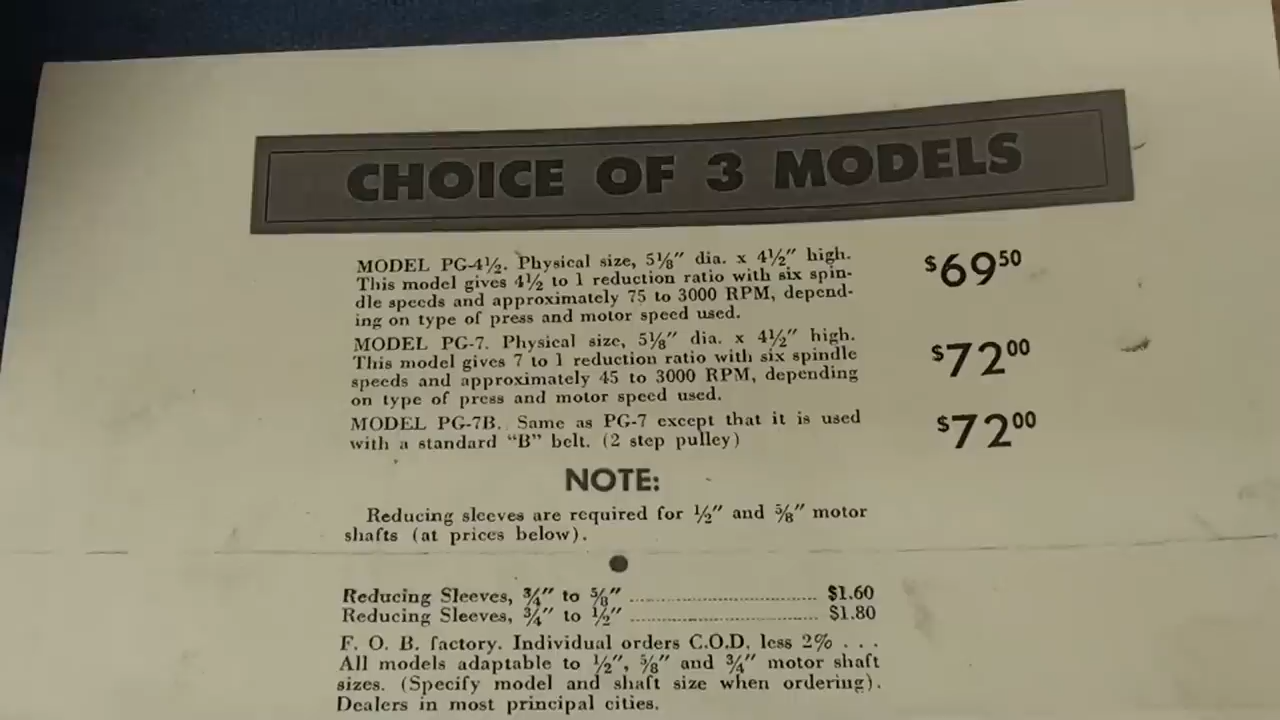 CHOICE OF 3 MODELS
MODEL PG-4½. Physical size, 5⅛" dia. x 4½" high.
This model gives 4½ to 1 reduction ratio with six spin-
dle speeds and approximately 75 to 3000 RPM, depend-
ing on type of press and motor speed used.
$69⁵⁰
MODEL PG-7. Physical size, 5⅛" dia. x 4½" high.
This model gives 7 to 1 reduction ratio with six spindle
speeds and approximately 45 to 3000 RPM, depending
on type of press and motor speed used.
$72⁰⁰
MODEL PG-7B. Same as PG-7 except that it is used
with a standard "B" belt. (2 step pulley)
$72⁰⁰
NOTE:
Reducing sleeves are required for ½" and ⅝" motor
shafts (at prices below).
Reducing Sleeves, ¾" to ⅝" .................................. $1.60
Reducing Sleeves, ¾" to ½" .................................. $1.80
F. O. B. factory. Individual orders C.O.D. less 2% . . .
All models adaptable to ½", ⅝" and ¾" motor shaft
sizes. (Specify model and shaft size when ordering).
Dealers in most principal cities.